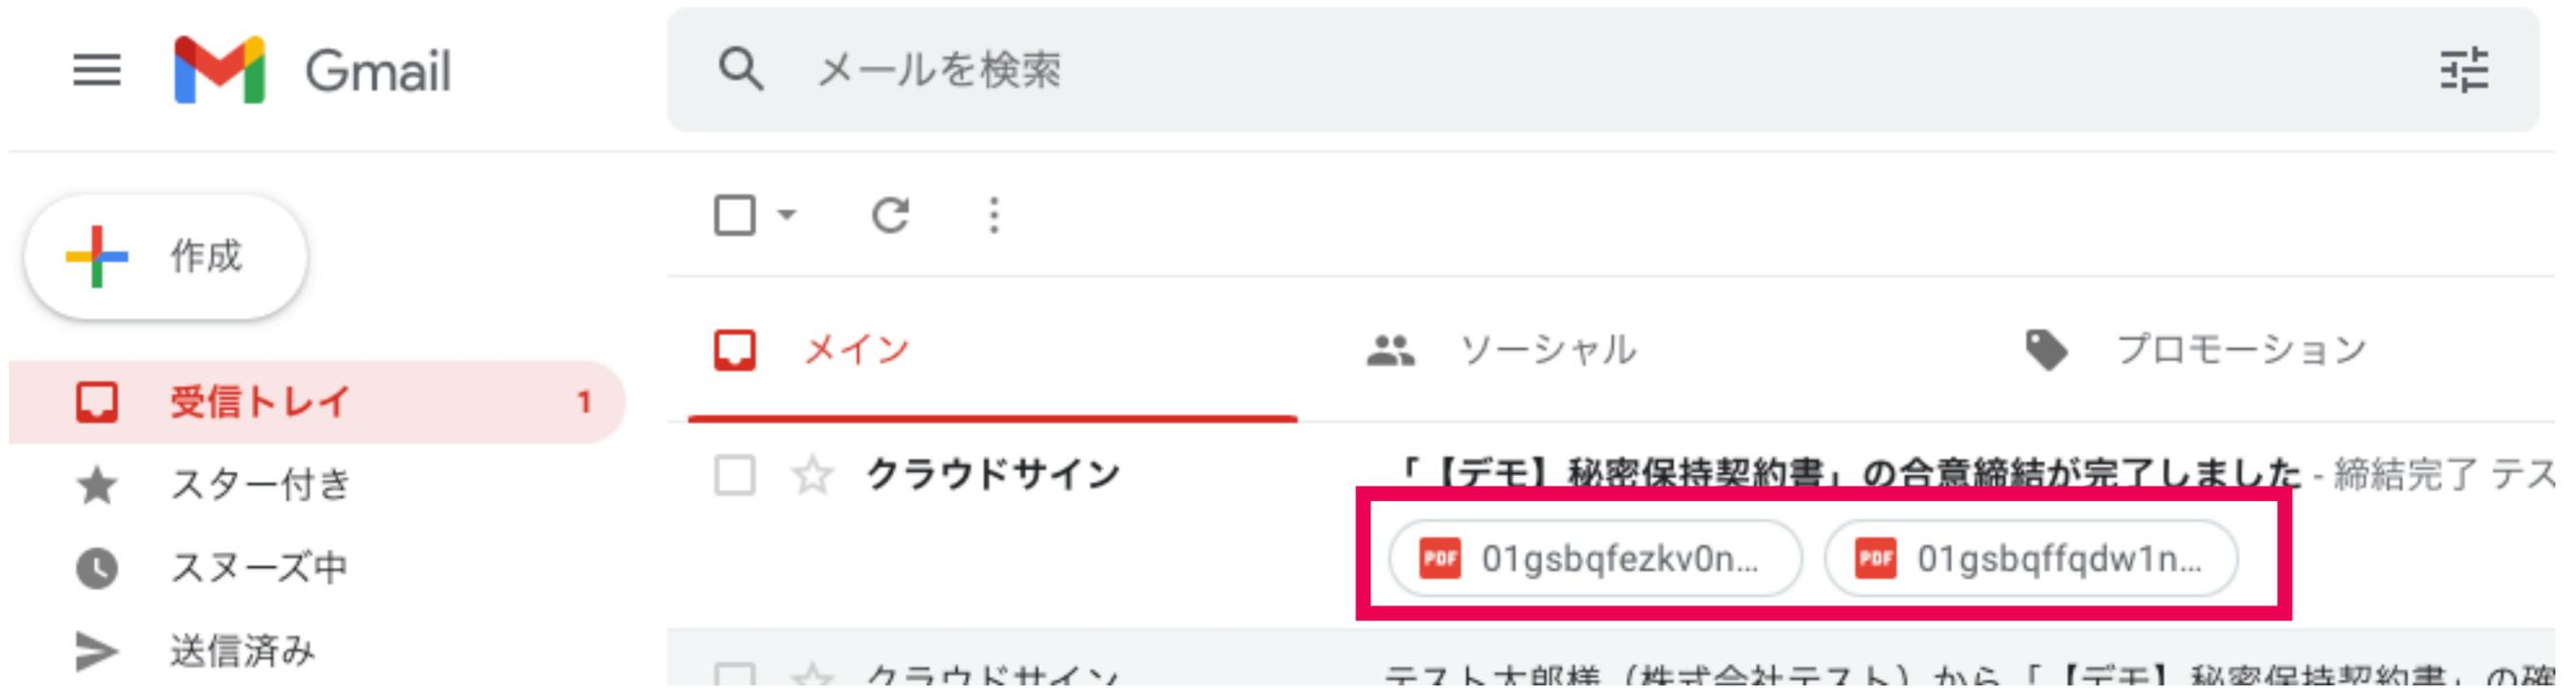 Gmail
メールを検索
作成
メイン
ソーシャル
プロモーション
受信トレイ 1
スター付き
スヌーズ中
送信済み
クラウドサイン
「【デモ】秘密保持契約書」の合意締結が完了しました - 締結完了 テス
PDF 01gsbqfezkv0n...
PDF 01gsbqffqdw1n...
クラウドサイン
テスト太郎様（株式会社テスト）から「【デモ】秘密保持契約書」の確